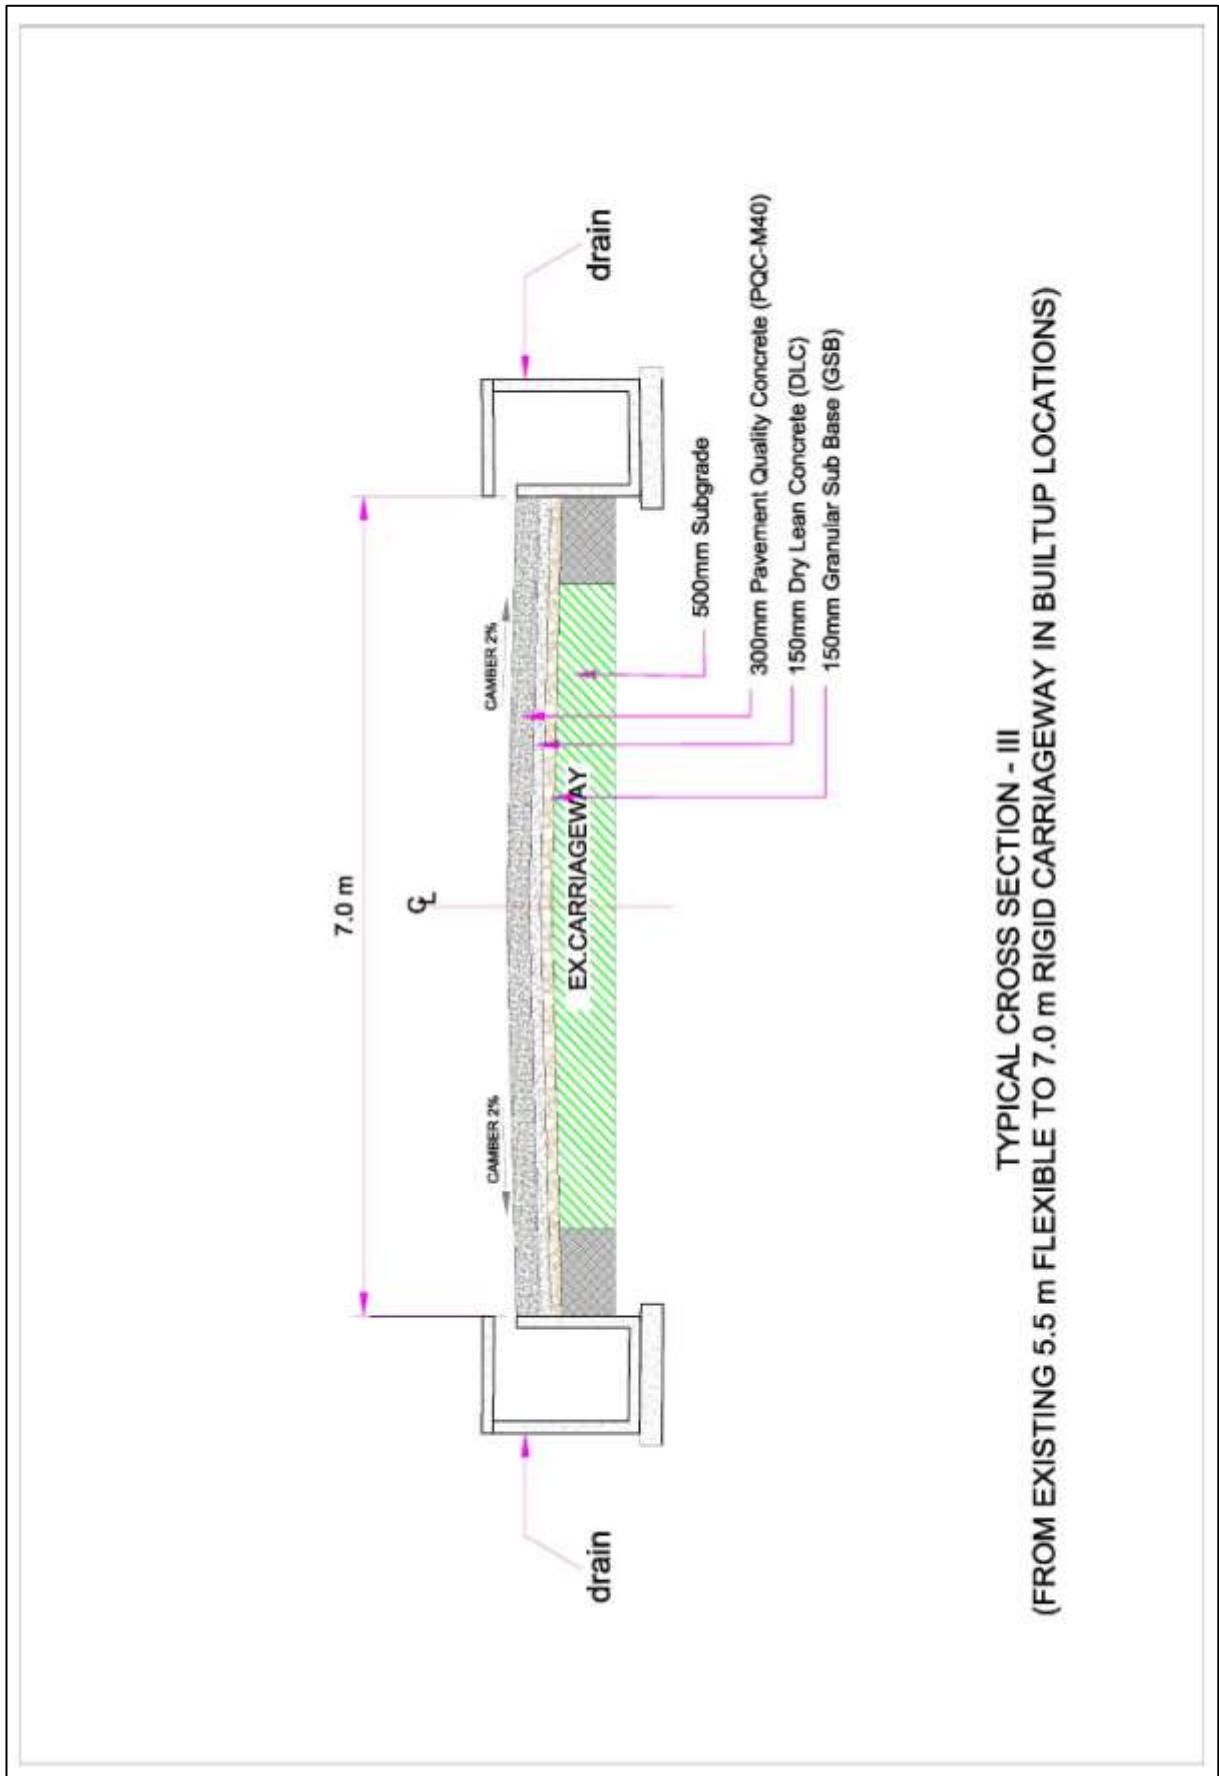 7.0 m
CL
CAMBER 2%
CAMBER 2%
EX.CARRIAGEWAY
drain
drain
500mm Subgrade
300mm Pavement Quality Concrete (PQC-M40)
150mm Dry Lean Concrete (DLC)
150mm Granular Sub Base (GSB)
TYPICAL CROSS SECTION - III
(FROM EXISTING 5.5 m FLEXIBLE TO 7.0 m RIGID CARRIAGEWAY IN BUILTUP LOCATIONS)